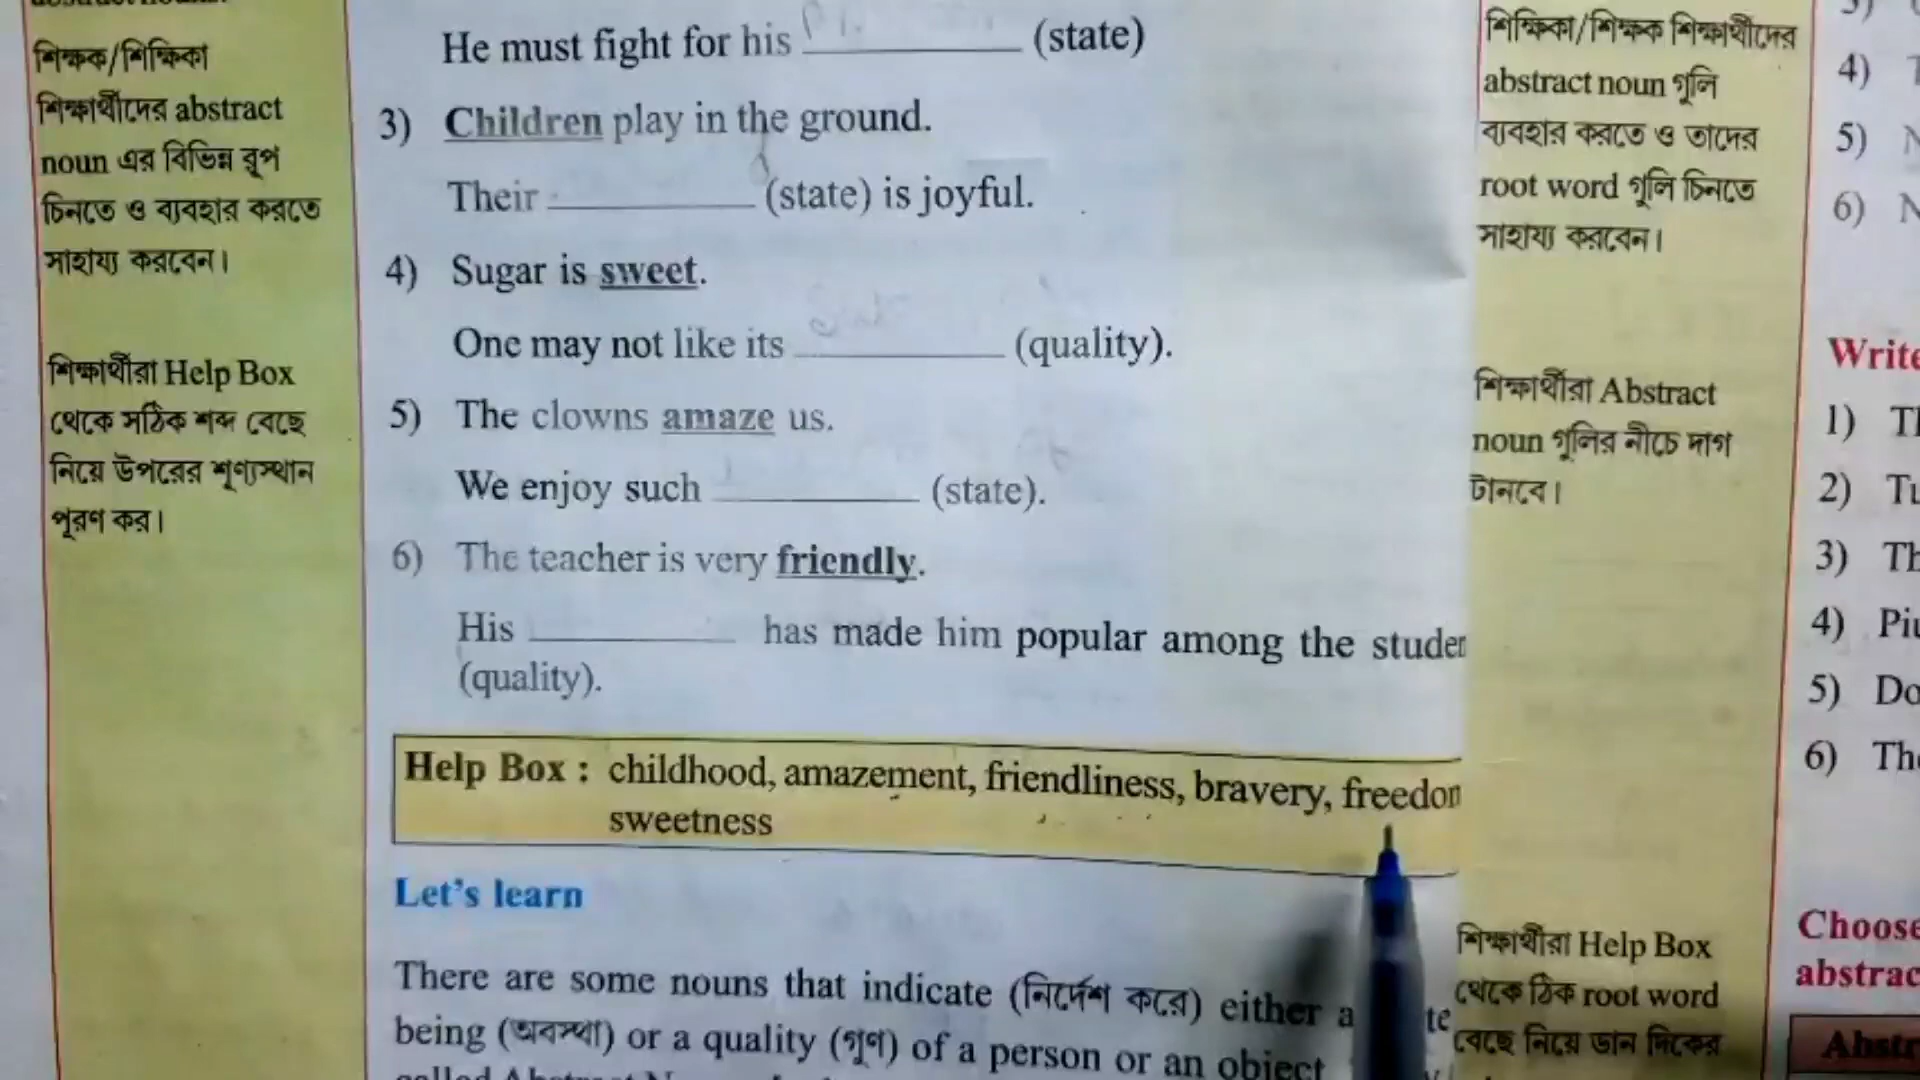 শিক্ষক/শিক্ষিকা
শিক্ষার্থীদের abstract
noun এর বিভিন্ন রূপ
চিনতে ও ব্যবহার করতে
সাহায্য করবেন।
শিক্ষার্থীরা Help Box
থেকে সঠিক শব্দ বেছে
নিয়ে উপরের শূণ্যস্থান
পূরণ কর।
He must fight for his ____________ (state)
3) Children play in the ground.
Their ____________ (state) is joyful.
4) Sugar is sweet.
One may not like its ____________ (quality).
5) The clowns amaze us.
We enjoy such ____________ (state).
6) The teacher is very friendly.
His ____________ has made him popular among the studen
(quality).
Help Box : childhood, amazement, friendliness, bravery, freedom
sweetness
Let's learn
There are some nouns that indicate (নির্দেশ করে) either a
being (অবস্থা) or a quality (গুণ) of a person or an object
শিক্ষিকা/শিক্ষক শিক্ষার্থীদের
abstract noun গুলি
ব্যবহার করতে ও তাদের
root word গুলি চিনতে
সাহায্য করবেন।
শিক্ষার্থীরা Abstract
noun গুলির নীচে দাগ
টানবে।
শিক্ষার্থীরা Help Box
থেকে ঠিক root word
বেছে নিয়ে ডান দিকের
4)
5)
6)
Write
1)
2)
3)
4)
5) Do
6)
Choose